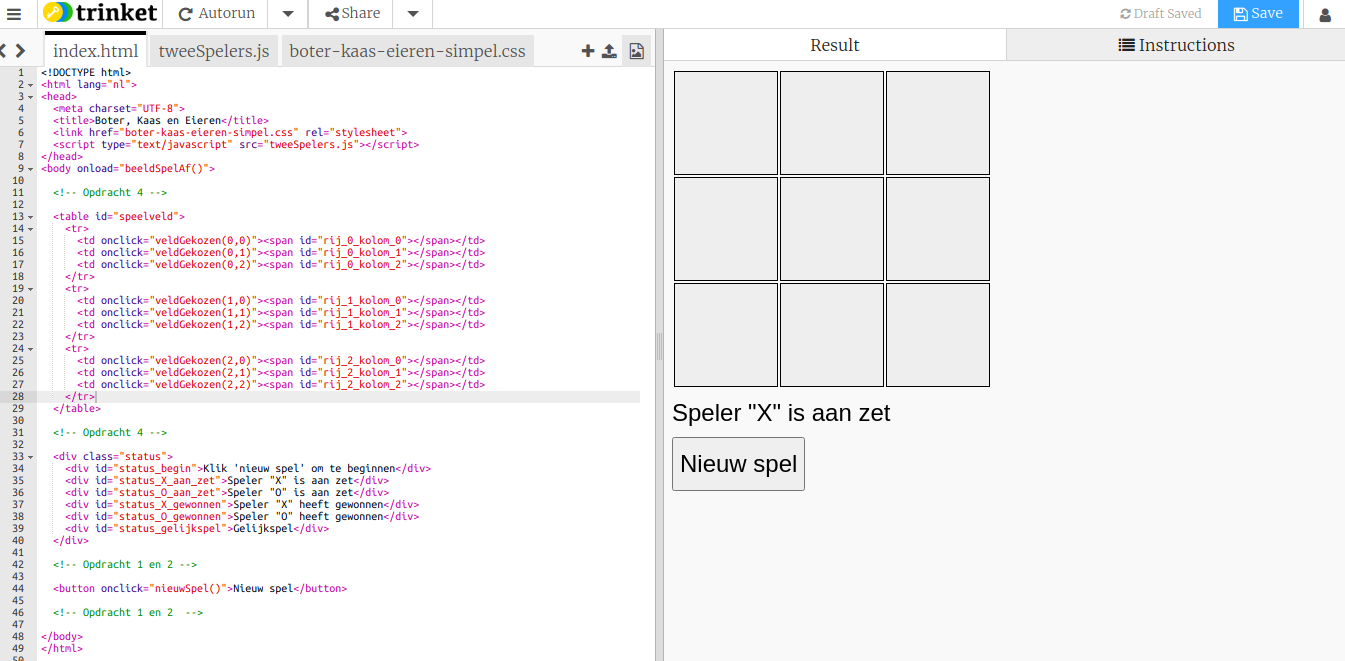 trinket Autorun Share Draft Saved Save
index.html tweeSpelers.js boter-kaas-eieren-simpel.css
Result Instructions
1 <!DOCTYPE html>
2 <html lang="nl">
3 <head>
4 <meta charset="UTF-8">
5 <title>Boter, Kaas en Eieren</title>
6 <link href="boter-kaas-eieren-simpel.css" rel="stylesheet">
7 <script type="text/javascript" src="tweeSpelers.js"></script>
8 </head>
9 <body onload="beeldSpelAf()">
10
11 <!-- Opdracht 4 -->
12
13 <table id="speelveld">
14 <tr>
15 <td onclick="veldGekozen(0,0)"><span id="rij_0_kolom_0"></span></td>
16 <td onclick="veldGekozen(0,1)"><span id="rij_0_kolom_1"></span></td>
17 <td onclick="veldGekozen(0,2)"><span id="rij_0_kolom_2"></span></td>
18 </tr>
19 <tr>
20 <td onclick="veldGekozen(1,0)"><span id="rij_1_kolom_0"></span></td>
21 <td onclick="veldGekozen(1,1)"><span id="rij_1_kolom_1"></span></td>
22 <td onclick="veldGekozen(1,2)"><span id="rij_1_kolom_2"></span></td>
23 </tr>
24 <tr>
25 <td onclick="veldGekozen(2,0)"><span id="rij_2_kolom_0"></span></td>
26 <td onclick="veldGekozen(2,1)"><span id="rij_2_kolom_1"></span></td>
27 <td onclick="veldGekozen(2,2)"><span id="rij_2_kolom_2"></span></td>
28 </tr>
29 </table>
30
31 <!-- Opdracht 4 -->
32
33 <div class="status">
34 <div id="status_begin">Klik 'nieuw spel' om te beginnen</div>
35 <div id="status_X_aan_zet">Speler "X" is aan zet</div>
36 <div id="status_O_aan_zet">Speler "O" is aan zet</div>
37 <div id="status_X_gewonnen">Speler "X" heeft gewonnen</div>
38 <div id="status_O_gewonnen">Speler "O" heeft gewonnen</div>
39 <div id="status_gelijkspel">Gelijkspel</div>
40 </div>
41
42 <!-- Opdracht 1 en 2 -->
43
44 <button onclick="nieuwSpel()">Nieuw spel</button>
45
46 <!-- Opdracht 1 en 2  -->
47
48 </body>
49 </html>
50
Speler "X" is aan zet
Nieuw spel